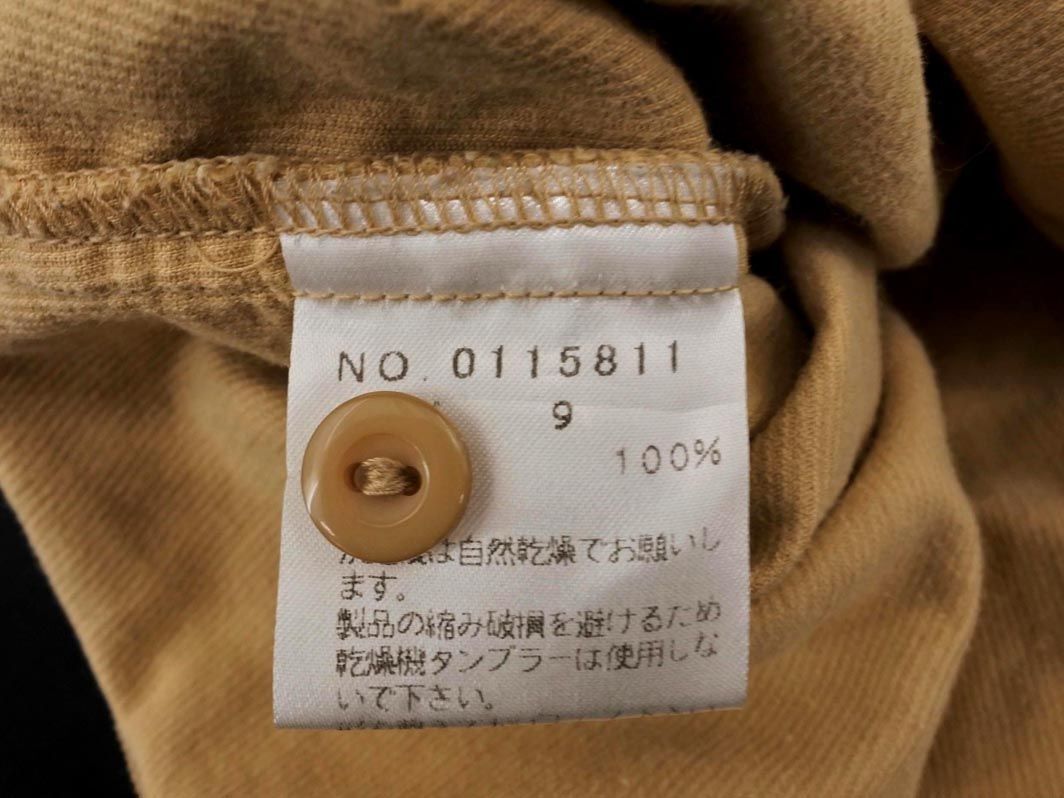 NO. 0115811
9
100%
は自然乾燥でお願いし
ます。
製品の縮み破損を避けるため
乾燥機タンブラーは使用しな
いで下さい。